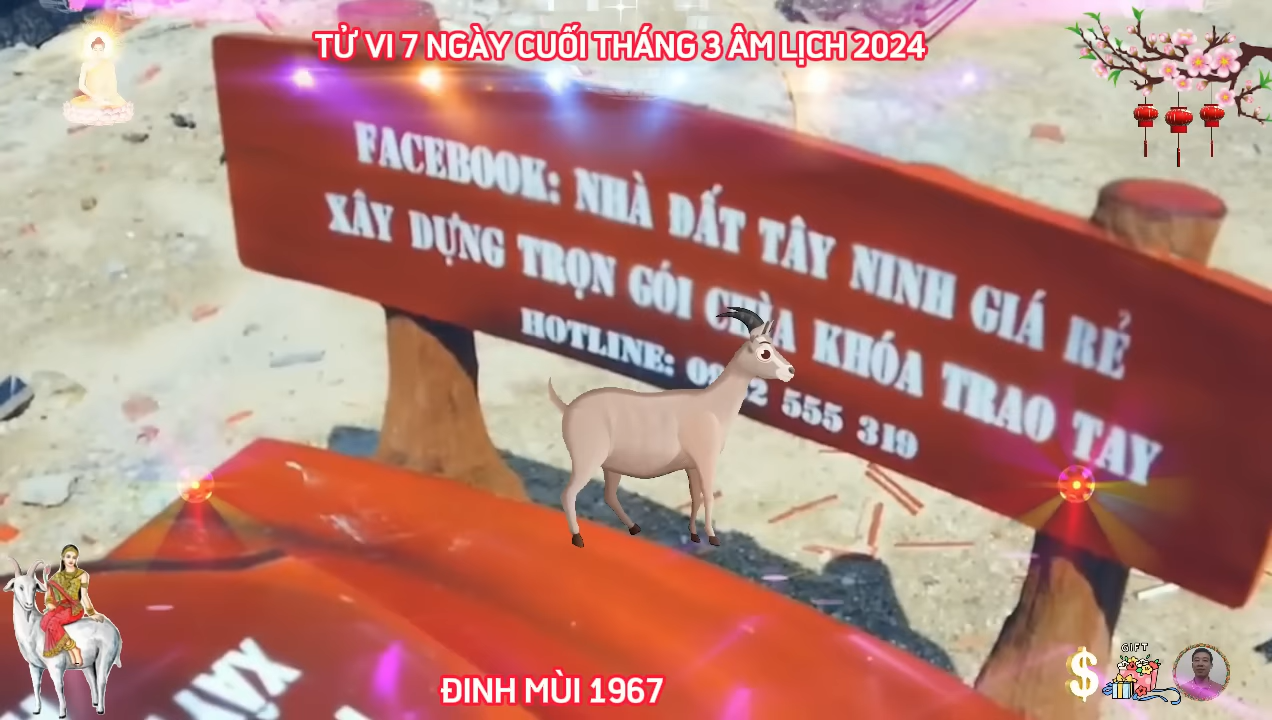 TỬ VI 7 NGÀY CUỐI THÁNG 3 ÂM LỊCH 2024
FACEBOOK: NHÀ ĐẤT TÂY NINH GIÁ RẺ
XÂY DỰNG TRỌN GÓI CHÌA KHÓA TRAO TAY
HOTLINE: 555 319
XÂY
GIFT
$
ĐINH MÙI 1967